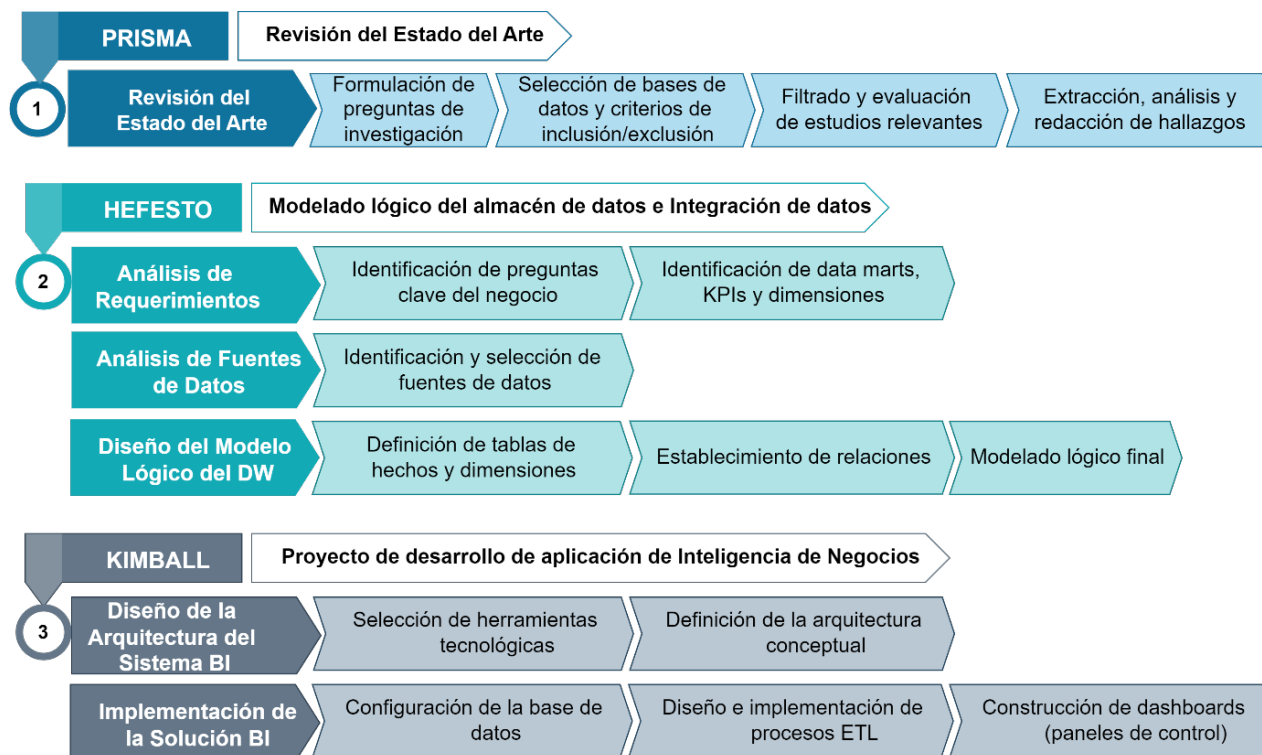 PRISMA
Revisión del Estado del Arte
1
Revisión del
Estado del Arte
Formulación de
preguntas de
investigación
Selección de bases de
datos y criterios de
inclusión/exclusión
Filtrado y evaluación
de estudios relevantes
Extracción, análisis y
redacción de hallazgos
HEFESTO
Modelado lógico del almacén de datos e Integración de datos
2
Análisis de
Requerimientos
Identificación de preguntas
clave del negocio
Identificación de data marts,
KPIs y dimensiones
Análisis de Fuentes
de Datos
Identificación y selección de
fuentes de datos
Diseño del Modelo
Lógico del DW
Definición de tablas de
hechos y dimensiones
Establecimiento de relaciones
Modelado lógico final
KIMBALL
Proyecto de desarrollo de aplicación de Inteligencia de Negocios
3
Diseño de la
Arquitectura del
Sistema BI
Selección de herramientas
tecnológicas
Definición de la arquitectura
conceptual
Implementación de
la Solución BI
Configuración de la base de
datos
Diseño e implementación de
procesos ETL
Construcción de dashboards
(paneles de control)